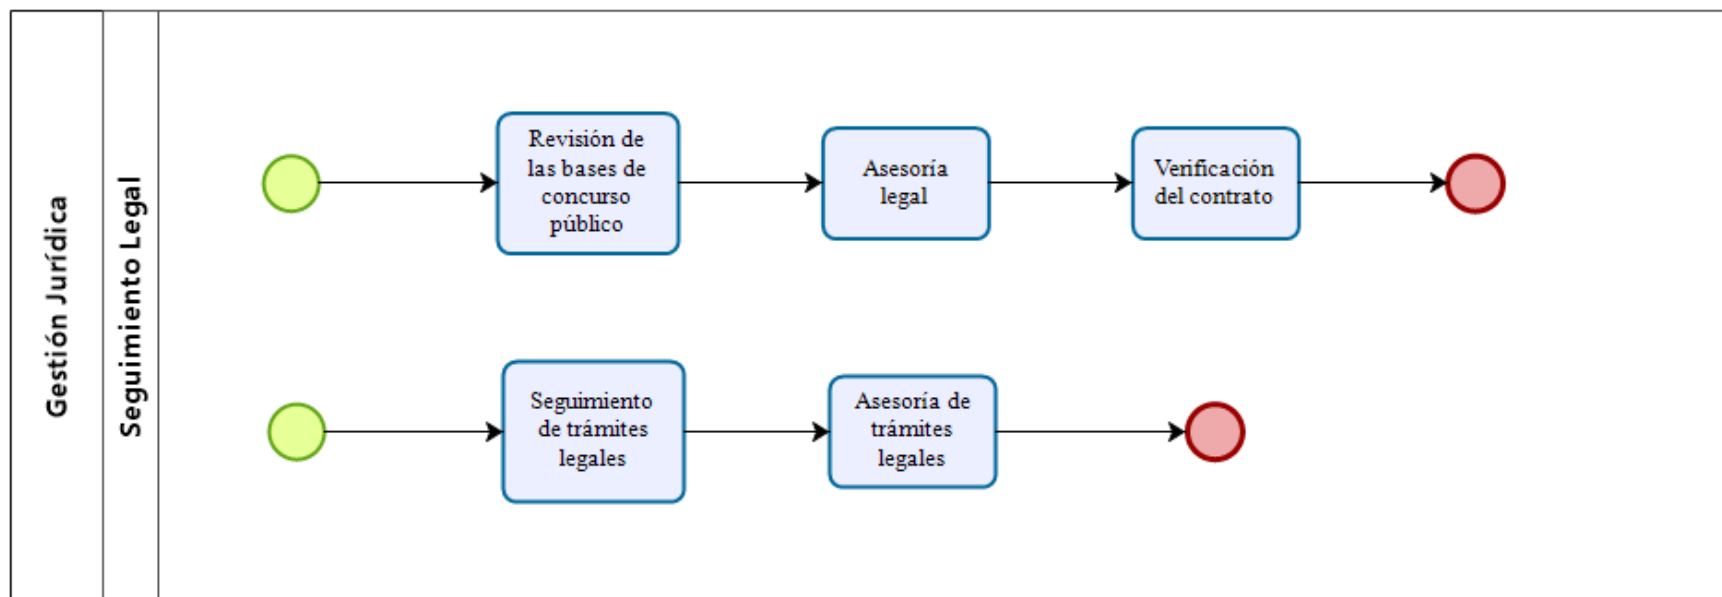 Gestión Jurídica
Seguimiento Legal
Revisión de
las bases de
concurso
público
Asesoría
legal
Verificación
del contrato
Seguimiento
de trámites
legales
Asesoría de
trámites
legales